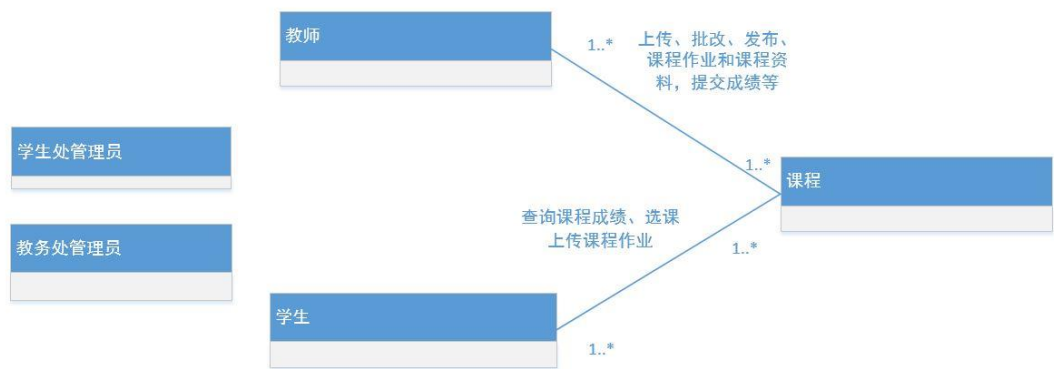 教师
1..*
上传、批改、发布、
课程作业和课程资
料，提交成绩等
学生处管理员
1..*
课程
查询课程成绩、选课
上传课程作业
教务处管理员
1..*
学生
1..*